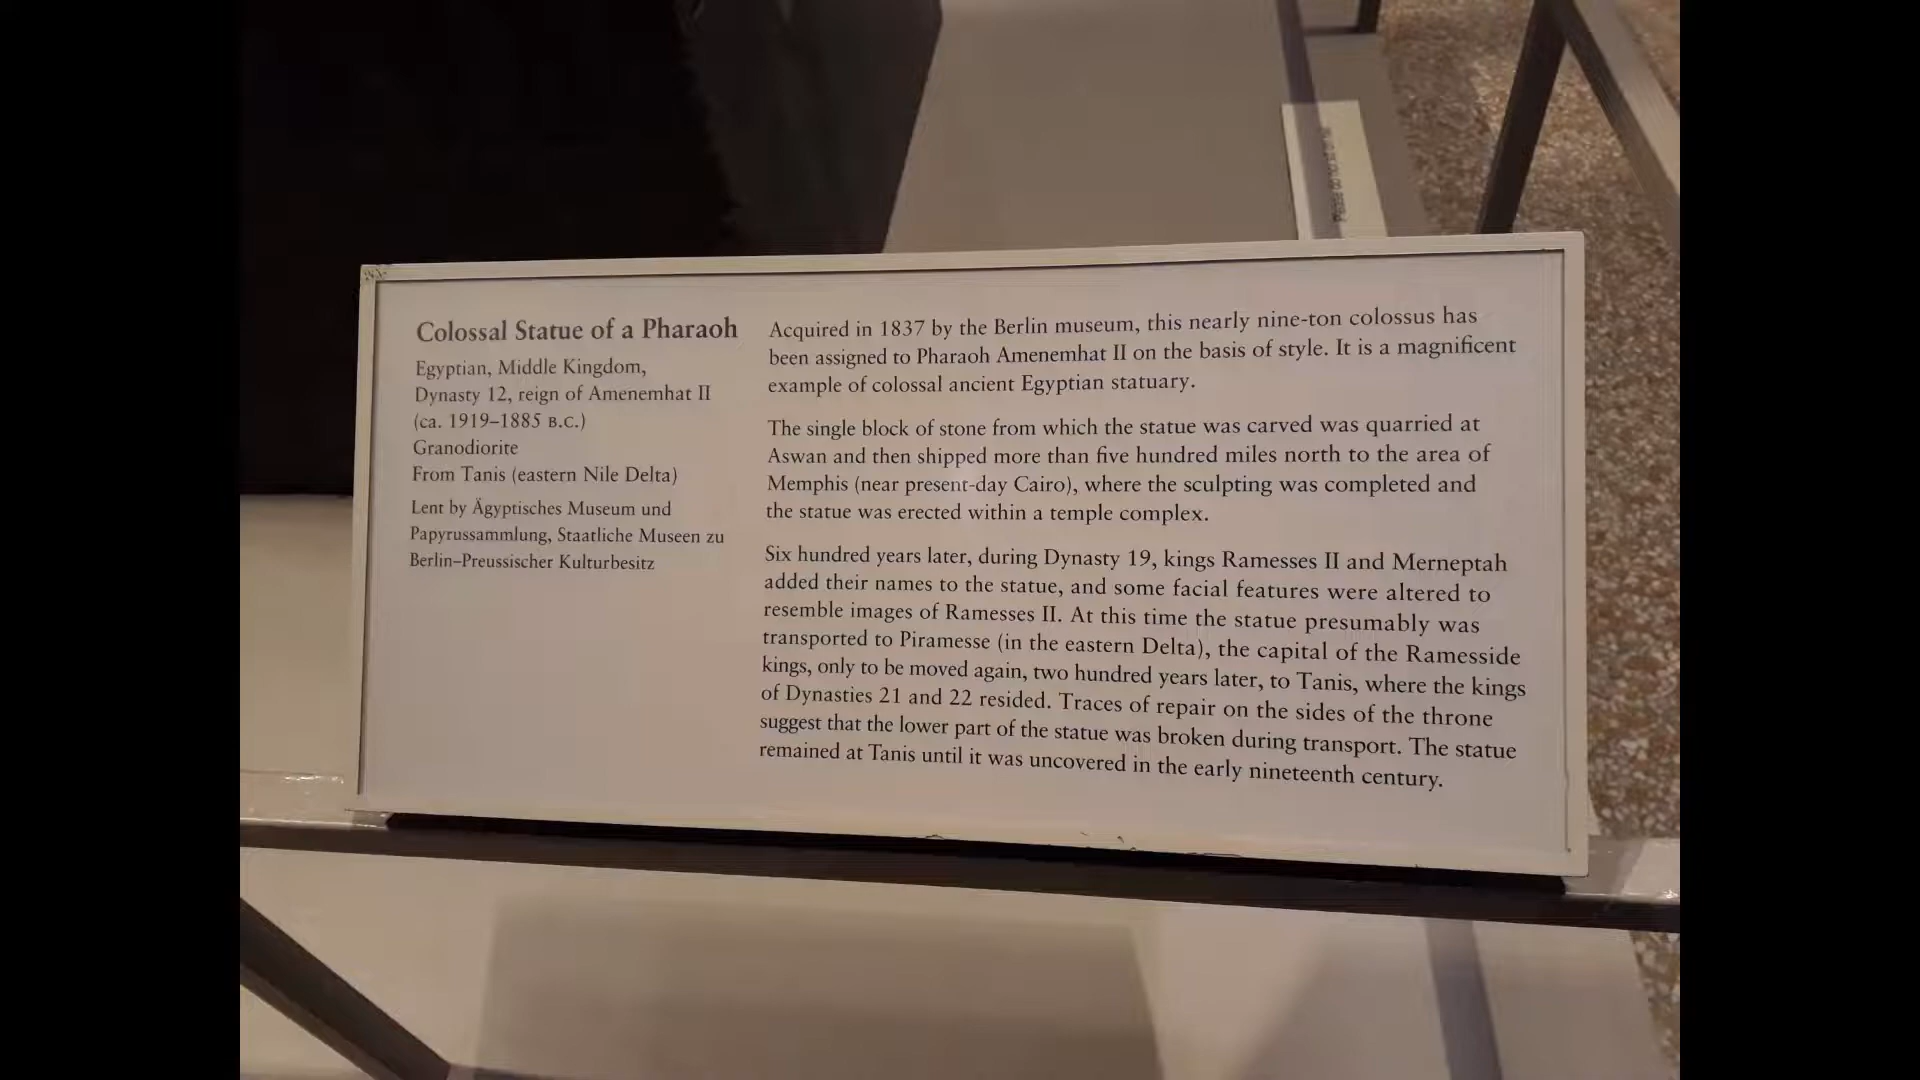 Please do not
Colossal Statue of a Pharaoh
Egyptian, Middle Kingdom,
Dynasty 12, reign of Amenemhat II
(ca. 1919–1885 B.C.)
Granodiorite
From Tanis (eastern Nile Delta)
Lent by Ägyptisches Museum und
Papyrussammlung, Staatliche Museen zu
Berlin–Preussischer Kulturbesitz
Acquired in 1837 by the Berlin museum, this nearly nine-ton colossus has
been assigned to Pharaoh Amenemhat II on the basis of style. It is a magnificent
example of colossal ancient Egyptian statuary.
The single block of stone from which the statue was carved was quarried at
Aswan and then shipped more than five hundred miles north to the area of
Memphis (near present-day Cairo), where the sculpting was completed and
the statue was erected within a temple complex.
Six hundred years later, during Dynasty 19, kings Ramesses II and Merneptah
added their names to the statue, and some facial features were altered to
resemble images of Ramesses II. At this time the statue presumably was
transported to Piramesse (in the eastern Delta), the capital of the Ramesside
kings, only to be moved again, two hundred years later, to Tanis, where the kings
of Dynasties 21 and 22 resided. Traces of repair on the sides of the throne
suggest that the lower part of the statue was broken during transport. The statue
remained at Tanis until it was uncovered in the early nineteenth century.